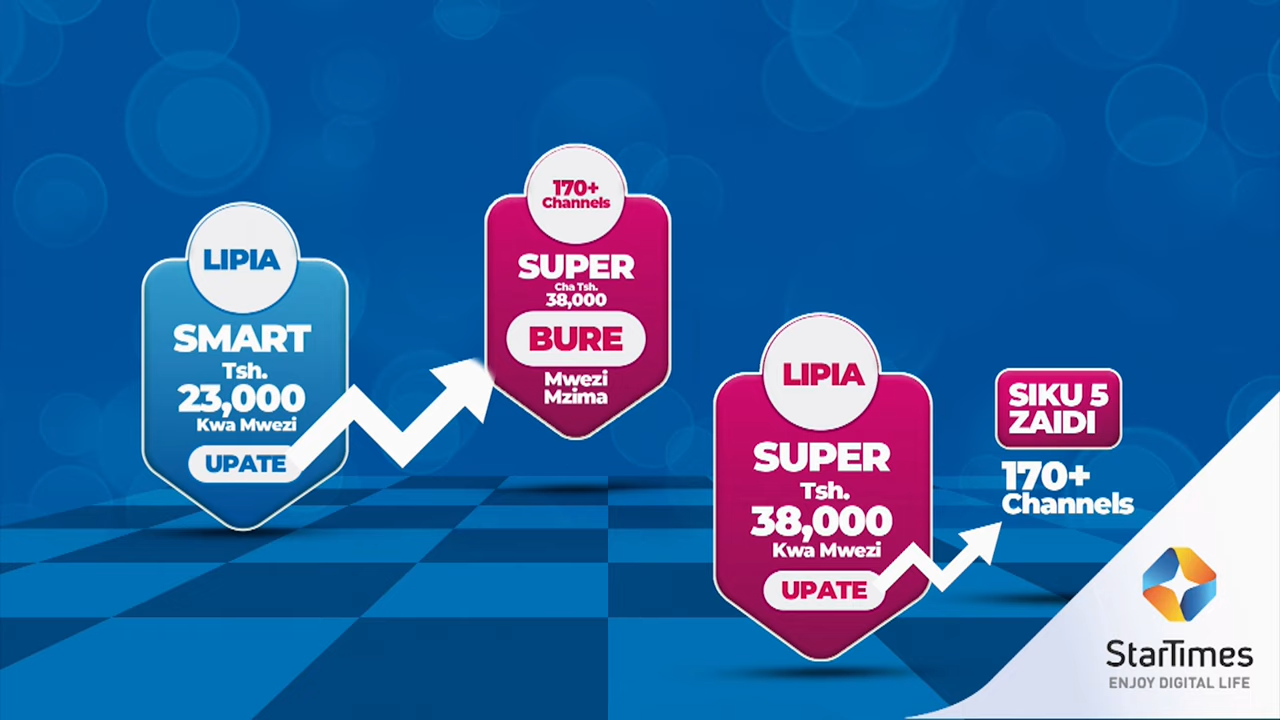 LIPIA
SMART
Tsh.
23,000
Kwa Mwezi
UPATE
170+
Channels
SUPER
Cha Tsh.
38,000
BURE
Mwezi
Mzima
LIPIA
SUPER
Tsh.
38,000
Kwa Mwezi
UPATE
SIKU 5
ZAIDI
170+
Channels
StarTimes
ENJOY DIGITAL LIFE